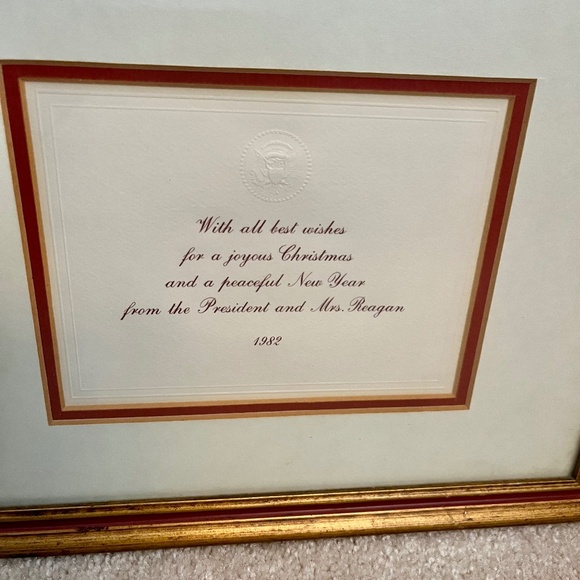 With all best wishes
for a joyous Christmas
and a peaceful New Year
from the President and Mrs. Reagan
1982